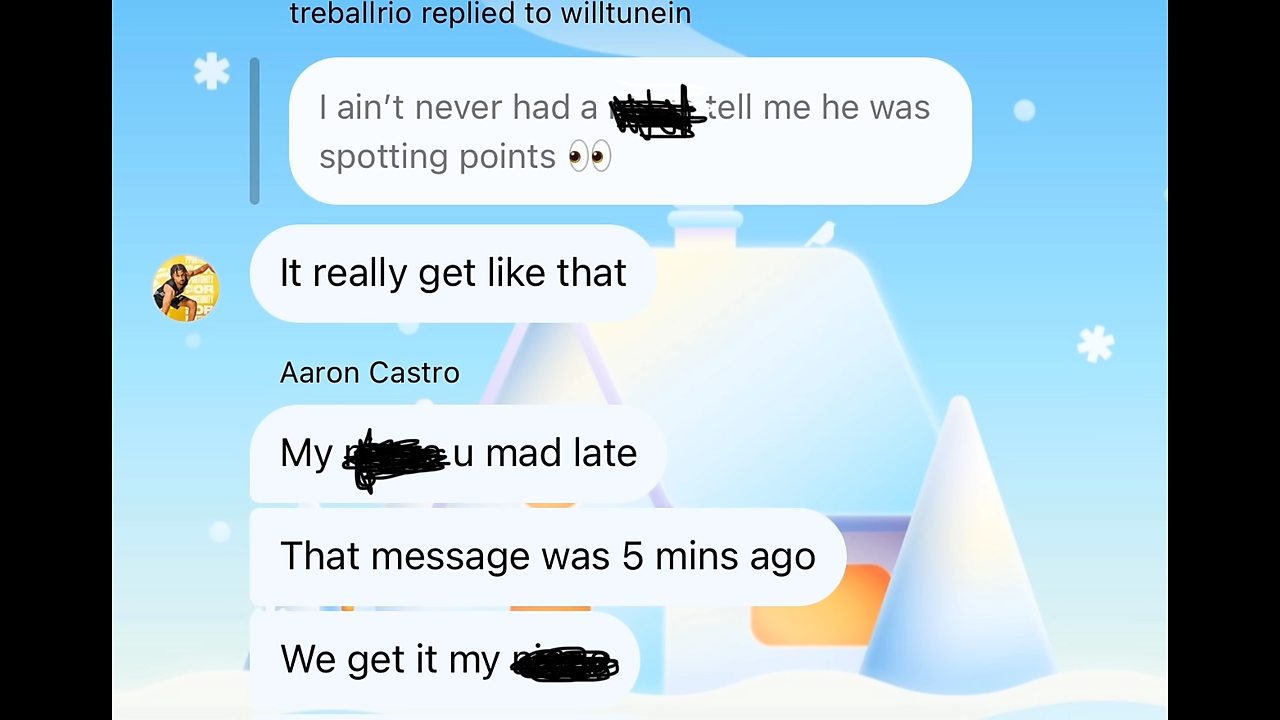 treballrio replied to willtunein
I ain’t never had a tell me he was
spotting points 👀
It really get like that
Aaron Castro
My u mad late
That message was 5 mins ago
We get it my